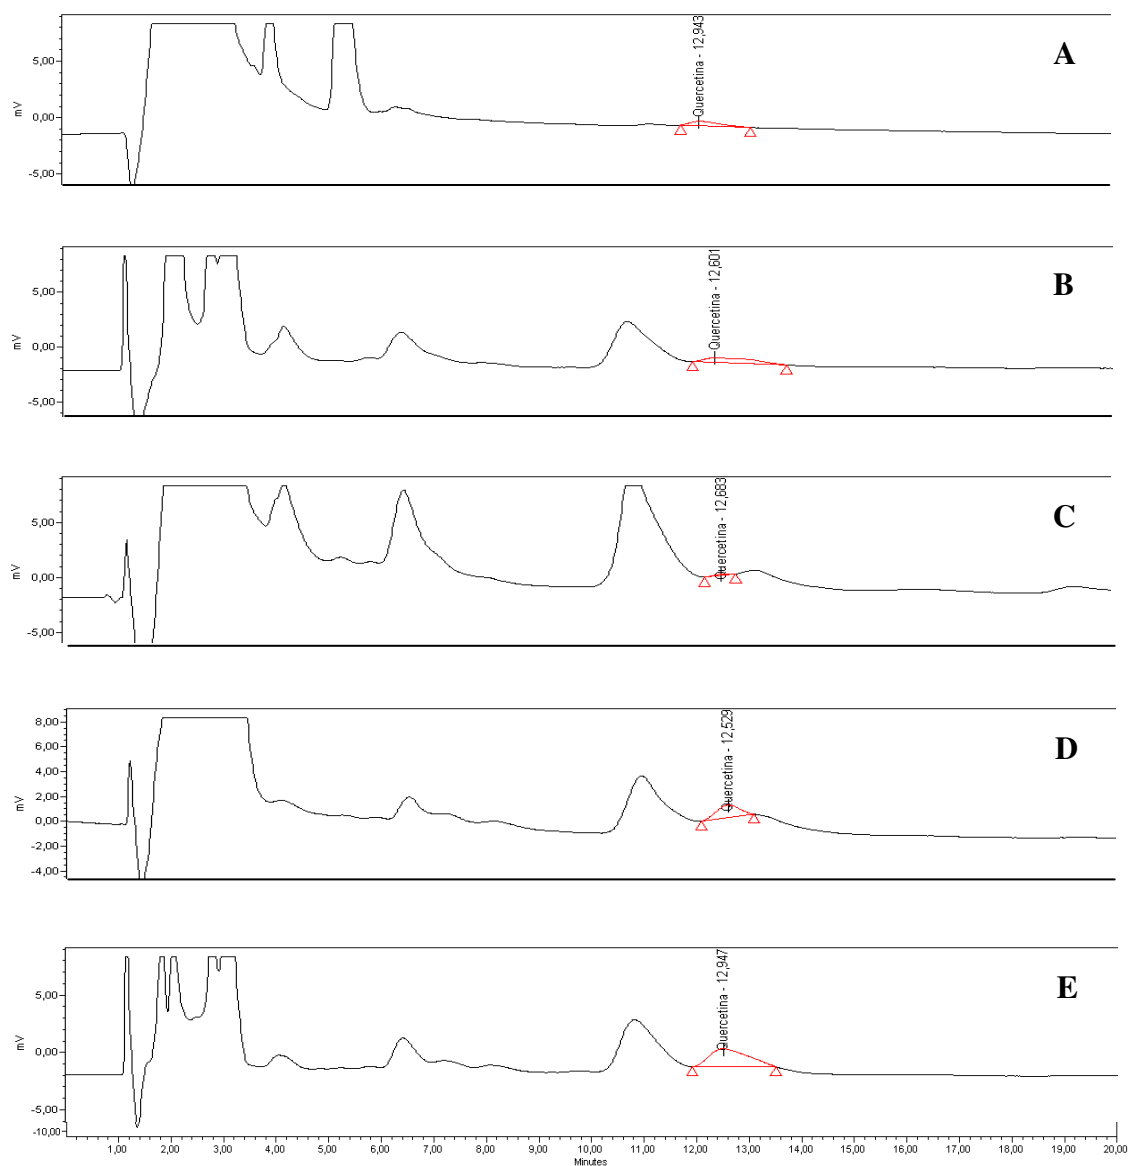 A
Quercetina - 12,943
5,00
0,00
-5,00
mV
B
Quercetina - 12,601
5,00
0,00
-5,00
mV
C
Quercetina - 12,683
5,00
0,00
-5,00
mV
D
Quercetina - 12,529
8,00
6,00
4,00
2,00
0,00
-2,00
-4,00
mV
E
Quercetina - 12,947
5,00
0,00
-5,00
-10,00
mV
1,00 2,00 3,00 4,00 5,00 6,00 7,00 8,00 9,00 10,00 11,00 12,00 13,00 14,00 15,00 16,00 17,00 18,00 19,00 20,00
Minutes